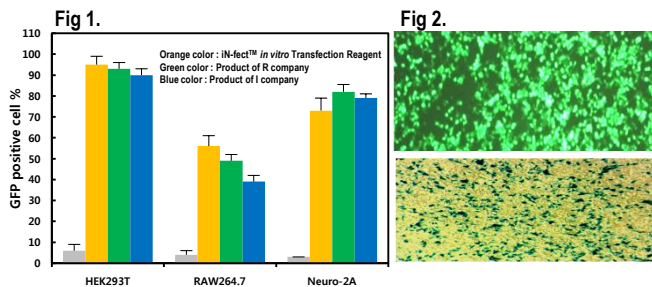 Fig 1.
Fig 2.
Orange color : iN-fect™ in vitro Transfection Reagent
Green color : Product of R company
Blue color : Product of I company
GFP positive cell %
110
100
90
80
70
60
50
40
30
20
10
0
HEK293T RAW264.7 Neuro-2A